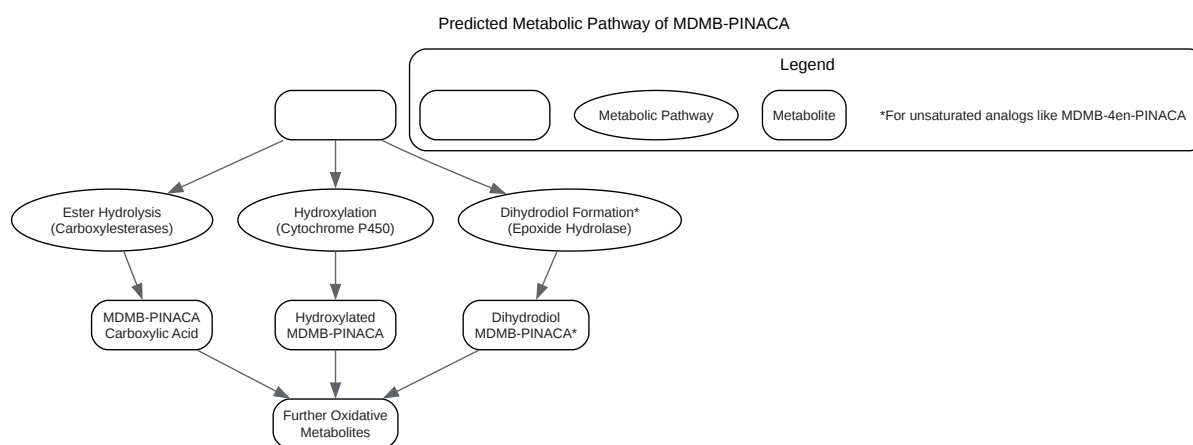 Predicted Metabolic Pathway of MDMB-PINACA
Legend
Metabolic Pathway
Metabolite
*For unsaturated analogs like MDMB-4en-PINACA
Ester Hydrolysis
(Carboxylesterases)
Hydroxylation
(Cytochrome P450)
Dihydrodiol Formation*
(Epoxide Hydrolase)
MDMB-PINACA
Carboxylic Acid
Hydroxylated
MDMB-PINACA
Dihydrodiol
MDMB-PINACA*
Further Oxidative
Metabolites